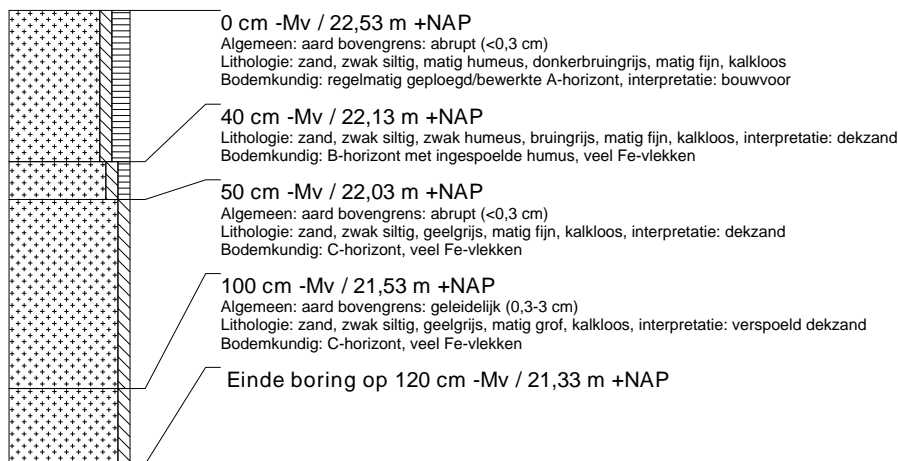 0 cm -Mv / 22,53 m +NAP
Algemeen: aard bovengrens: abrupt (<0,3 cm)
Lithologie: zand, zwak siltig, matig humeus, donkerbruingrijs, matig fijn, kalkloos
Bodemkundig: regelmatig geploegd/bewerkte A-horizont, interpretatie: bouwvoor
40 cm -Mv / 22,13 m +NAP
Lithologie: zand, zwak siltig, zwak humeus, bruingrijs, matig fijn, kalkloos, interpretatie: dekzand
Bodemkundig: B-horizont met ingespoelde humus, veel Fe-vlekken
50 cm -Mv / 22,03 m +NAP
Algemeen: aard bovengrens: abrupt (<0,3 cm)
Lithologie: zand, zwak siltig, geelgrijs, matig fijn, kalkloos, interpretatie: dekzand
Bodemkundig: C-horizont, veel Fe-vlekken
100 cm -Mv / 21,53 m +NAP
Algemeen: aard bovengrens: geleidelijk (0,3-3 cm)
Lithologie: zand, zwak siltig, geelgrijs, matig grof, kalkloos, interpretatie: verspoeld dekzand
Bodemkundig: C-horizont, veel Fe-vlekken
Einde boring op 120 cm -Mv / 21,33 m +NAP